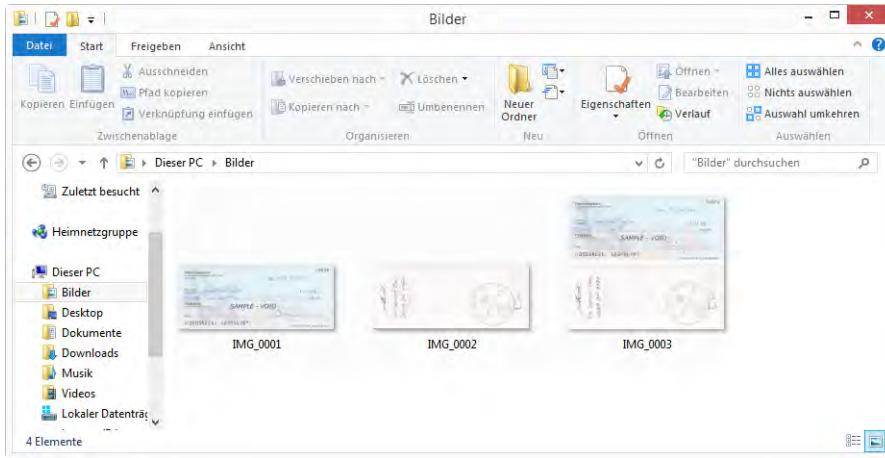 Bilder
Datei Start Freigeben Ansicht
Kopieren Einfügen
Ausschneiden
Pfad kopieren
Verknüpfung einfügen
Zwischenablage
Verschieben nach
Kopieren nach
Löschen
Umbenennen
Organisieren
Neuer
Ordner
Neu
Eigenschaften
Öffnen
Bearbeiten
Verlauf
Öffnen
Alles auswählen
Nichts auswählen
Auswahl umkehren
Auswählen
Dieser PC Bilder
"Bilder" durchsuchen
Zuletzt besucht
Heimnetzgruppe
Dieser PC
Bilder
Desktop
Dokumente
Downloads
Musik
Videos
Lokaler Datenträg
SAMPLE - VOID
IMG_0001
IMG_0002
SAMPLE - VOID
IMG_0003
4 Elemente